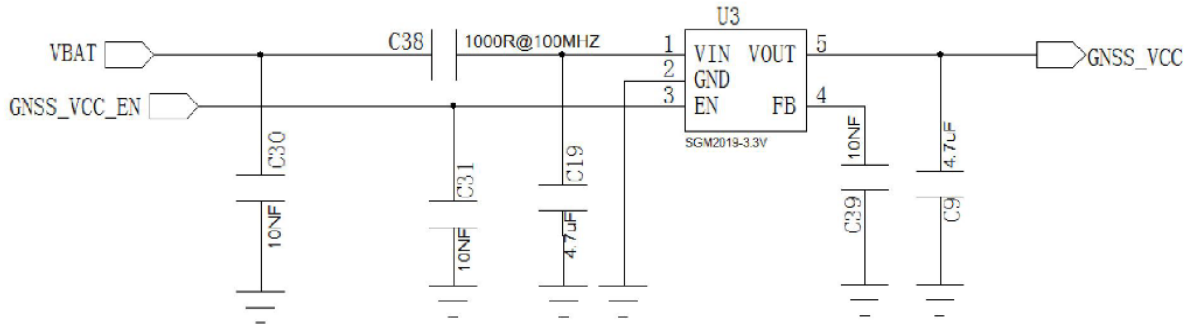 U3
VBAT
C38
1000R@100MHZ
1
VIN
VOUT
5
GNSS_VCC
2
GND
GNSS_VCC_EN
3
EN
FB
4
SGM2019-3.3V
C30
10NF
C31
10NF
C19
4.7uF
10NF
C39
4.7uF
C9